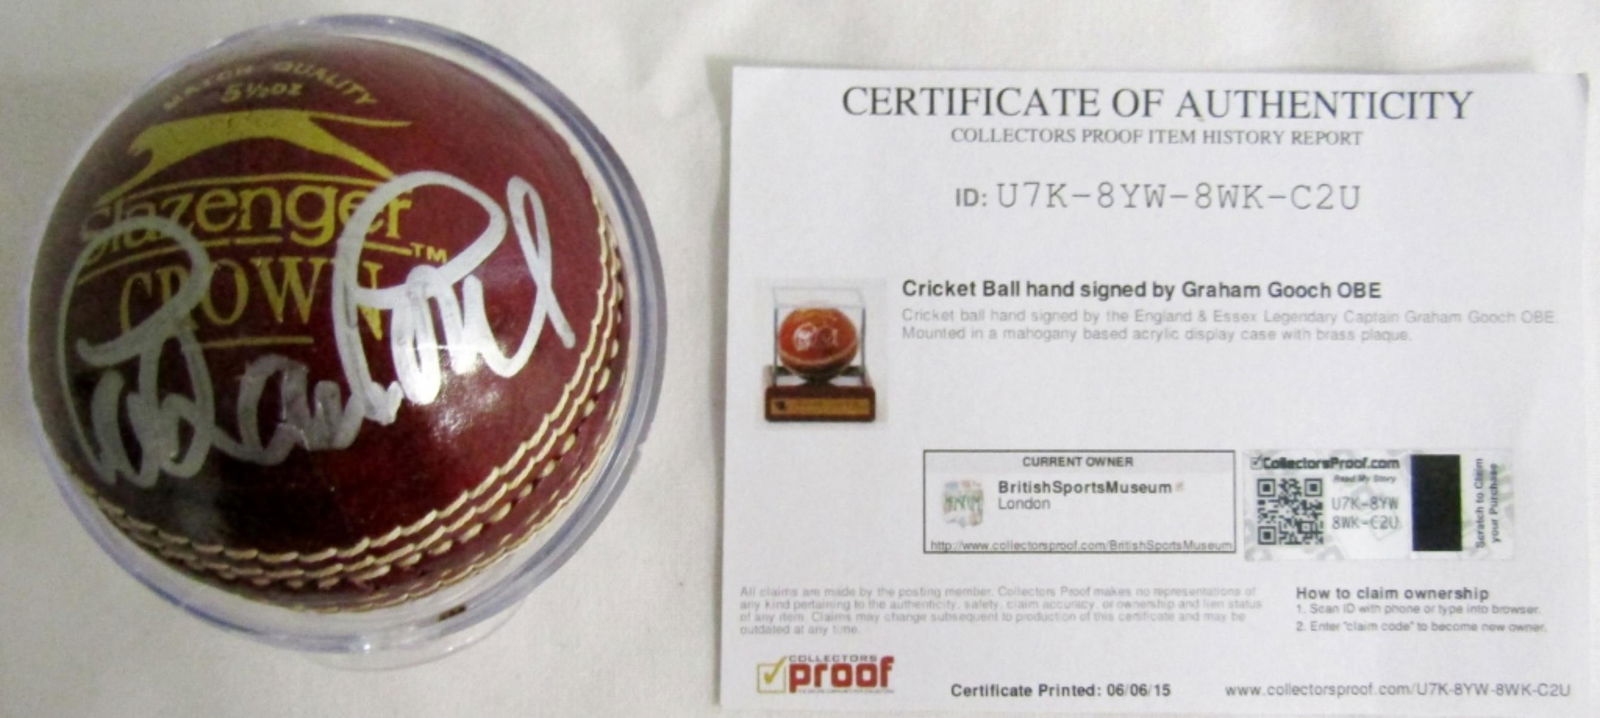 MATCH QUALITY
5½oz
Slazenger
™
CROWN
CERTIFICATE OF AUTHENTICITY
COLLECTORS PROOF ITEM HISTORY REPORT
ID: U7K-8YW-8WK-C2U
Cricket Ball hand signed by Graham Gooch OBE
Cricket ball hand signed by the England & Essex Legendary Captain Graham Gooch OBE.
Mounted in a mahogany based acrylic display case with brass plaque.
CURRENT OWNER
BritishSportsMuseum
London
http://www.collectorsproof.com/BritishSportsMuseum
CollectorsProof.com
Read My Story
U7K-8YW
8WK-C2U
Scratch to Claim
your Purchase
All claims are made by the posting member. Collectors Proof makes no representations of
any kind pertaining to the authenticity, safety, claim accuracy, or ownership and lien status
of any item. Claims may change subsequent to production of this certificate and may be
outdated at any time.
How to claim ownership
1. Scan ID with phone or type into browser.
2. Enter "claim code" to become new owner.
COLLECTORS
proof
Certificate Printed: 06/06/15
www.collectorsproof.com/U7K-8YW-8WK-C2U